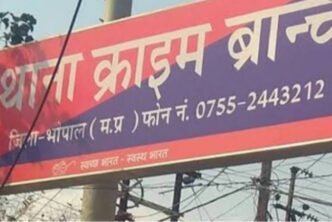 थाना क्राइम ब्रान्च
जिला-भोपाल ( म.प्र ) फोन नं. 0755-2443212
स्वच्छ भारत - स्वस्थ भारत